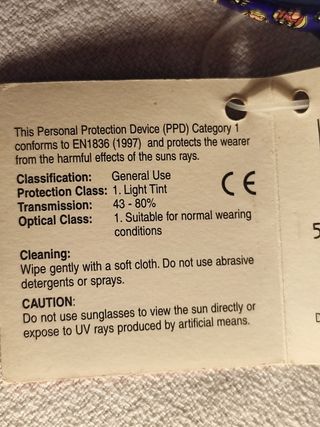 This Personal Protection Device (PPD) Category 1
conforms to EN1836 (1997) and protects the wearer
from the harmful effects of the suns rays.
Classification: General Use
Protection Class: 1. Light Tint
Transmission: 43 - 80%
Optical Class: 1. Suitable for normal wearing
conditions
CE
Cleaning:
Wipe gently with a soft cloth. Do not use abrasive
detergents or sprays.
CAUTION:
Do not use sunglasses to view the sun directly or
expose to UV rays produced by artificial means.
5